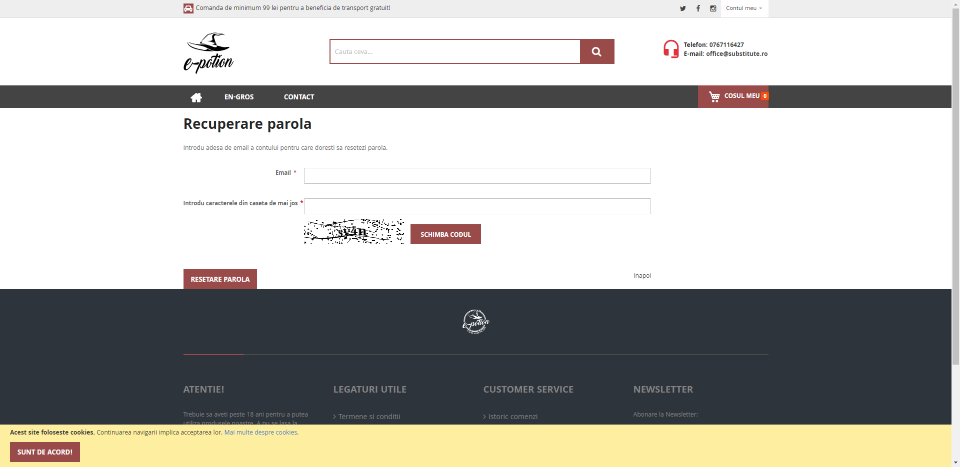 Comanda de minimum 99 lei pentru a beneficia de transport gratuit!
Contul meu
e-potion
Cauta ceva...
Telefon: 0767116427
E-mail: office@substitute.ro
EN-GROS
CONTACT
COSUL MEU 0
Recuperare parola
Introdu adesa de email a contului pentru care doresti sa resetezi parola.
Email *
Introdu caracterele din caseta de mai jos *
SCHIMBA CODUL
RESETARE PAROLA
Inapoi
e-potion
ATENTIE!
LEGATURI UTILE
CUSTOMER SERVICE
NEWSLETTER
Trebuie sa aveti peste 18 ani pentru a putea
> Termene si conditii
> Istoric comenzi
Abonare la Newsletter:
Acest site foloseste cookies. Continuarea navigarii implica acceptarea lor. Mai multe despre cookies.
SUNT DE ACORD!